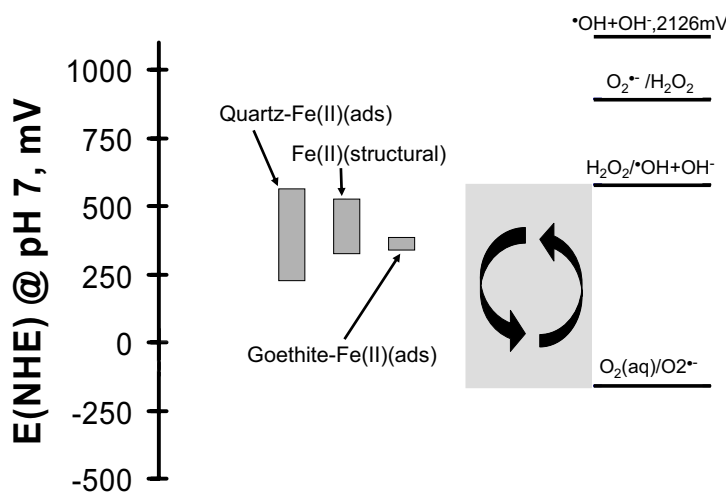 •OH+OH-,2126mV
1000
O₂•⁻ /H₂O₂
Quartz-Fe(II)(ads)
750
Fe(II)(structural)
H₂O₂/•OH+OH-
500
250
0
Goethite-Fe(II)(ads)
O₂(aq)/O2•⁻
-250
-500
E(NHE) @ pH 7, mV